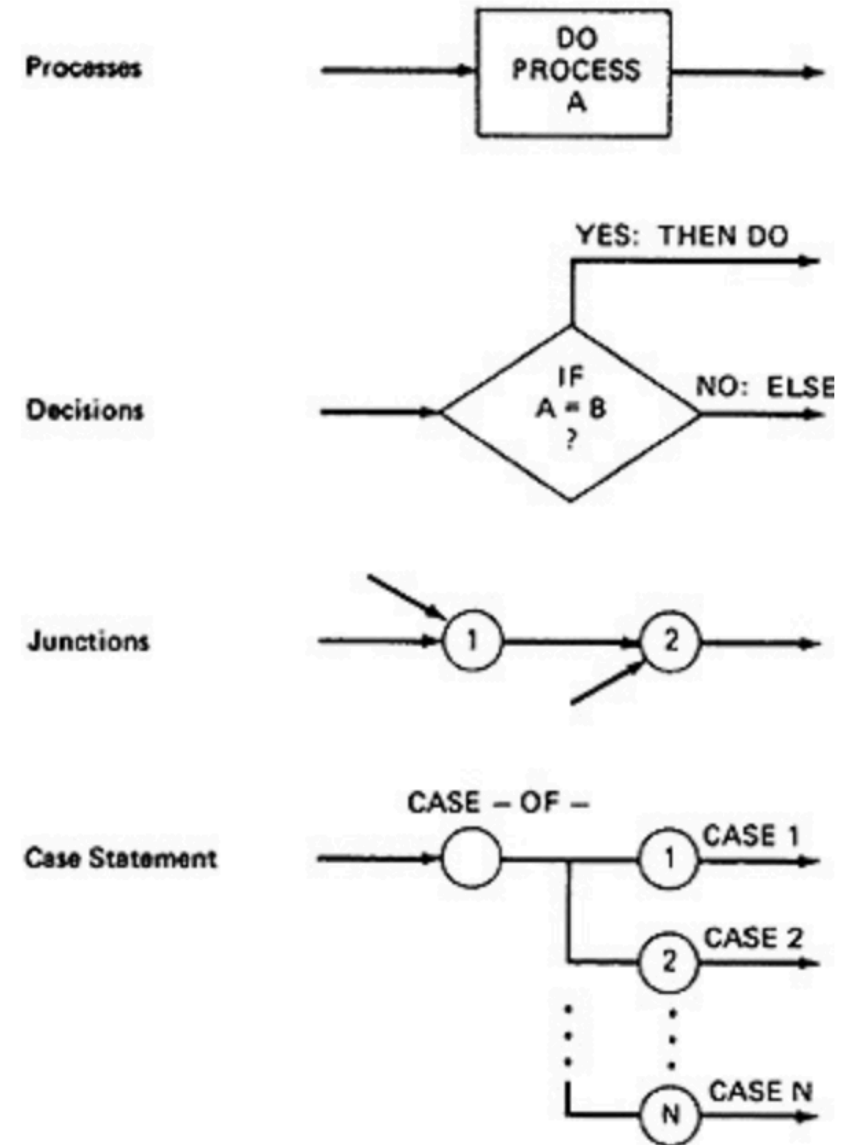 Processes
DO
PROCESS
A
YES: THEN DO
Decisions
IF
A = B
?
NO: ELSE
Junctions
1
2
CASE – OF –
Case Statement
1
CASE 1
2
CASE 2
N
CASE N